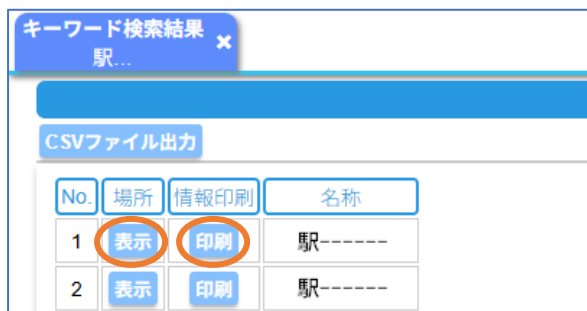 キーワード検索結果 ×
駅...
CSVファイル出力
No. 場所 情報印刷 名称
1 表示 印刷 駅------
2 表示 印刷 駅------